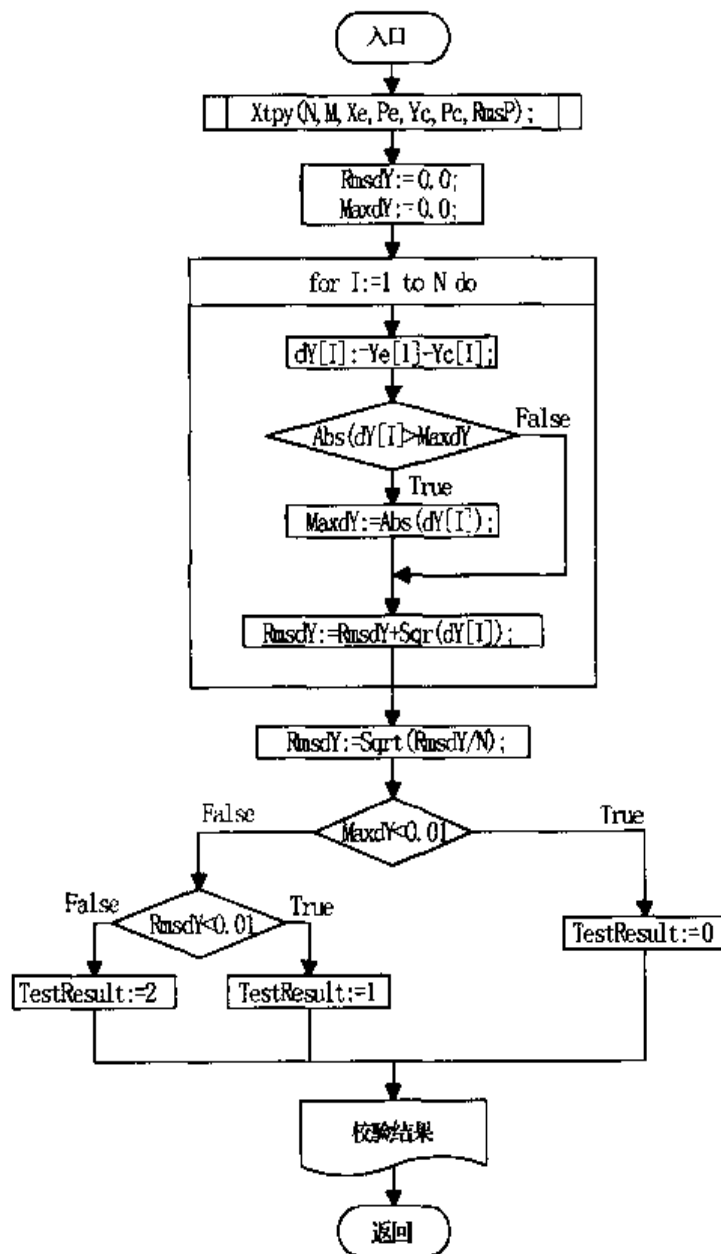 入口
Xtpy(N,M,Xe,Pe,Yc,Pc,RmsP);
RmsdY:=0.0;
MaxdY:=0.0;
for I:=1 to N do
dY[I]:=Ye[I]-Yc[I];
Abs(dY[I]>MaxdY
False
True
MaxdY:=Abs(dY[I]);
RmsdY:=RmsdY+Sqr(dY[I]);
RmsdY:=Sqrt(RmsdY/N);
False
MaxdY<0.01
True
False
RmsdY<0.01
True
TestResult:=0
TestResult:=2
TestResult:=1
校验结果
返回